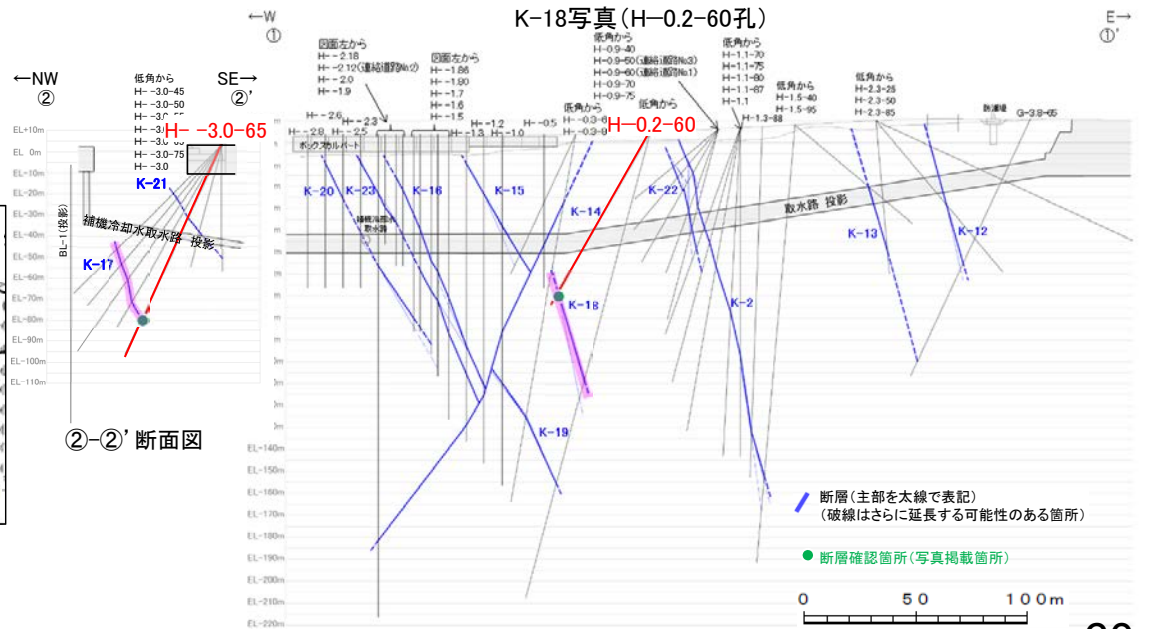 K-18写真(H-0.2-60孔)
←W
①
E→
①'
←NW
②
SE→
②'
低角から
H--3.0-45
H--3.0-50
H--3.0-55
H--3.0-75
H--3.0
H--3.0-65
K-21
K-17
BL-1(投影)
補機冷却水取水路 投影
EL+10m
EL 0m
EL-10m
EL-20m
EL-30m
EL-40m
EL-50m
EL-60m
EL-70m
EL-80m
EL-90m
EL-100m
EL-110m
②-②'断面図
図面左から
H--2.18
H--2.12(連絡道路№2)
H--2.0
H--1.9
図面左から
H--1.86
H--1.80
H--1.7
H--1.6
H--1.5
H--2.6
H--2.3
H--2.8
H--2.5
H--1.3
H--1.2
H--1.0
H--0.5
低角から
低角から
H-0.2-60
低角から
H-0.9-40
H-0.9-50(連絡道路№3)
H-0.9-60(連絡道路№1)
H-0.9-70
H-0.9-75
低角から
H-1.1-70
H-1.1-75
H-1.1-80
H-1.1-87
H-1.1
H-1.3-88
低角から
H-1.5-40
H-1.5-95
低角から
H-2.3-25
H-2.3-50
H-2.3-85
防潮堤
G-3.8-65
ボックスカルバート
K-20
K-23
K-16
K-15
K-14
K-22
K-13
K-12
K-18
K-2
K-19
取水路 投影
EL-140m
EL-150m
EL-160m
EL-170m
EL-180m
EL-190m
EL-200m
EL-210m
EL-220m
断層(主部を太線で表記)
(破線はさらに延長する可能性のある箇所)
断層確認箇所(写真掲載箇所)
0 50 100m